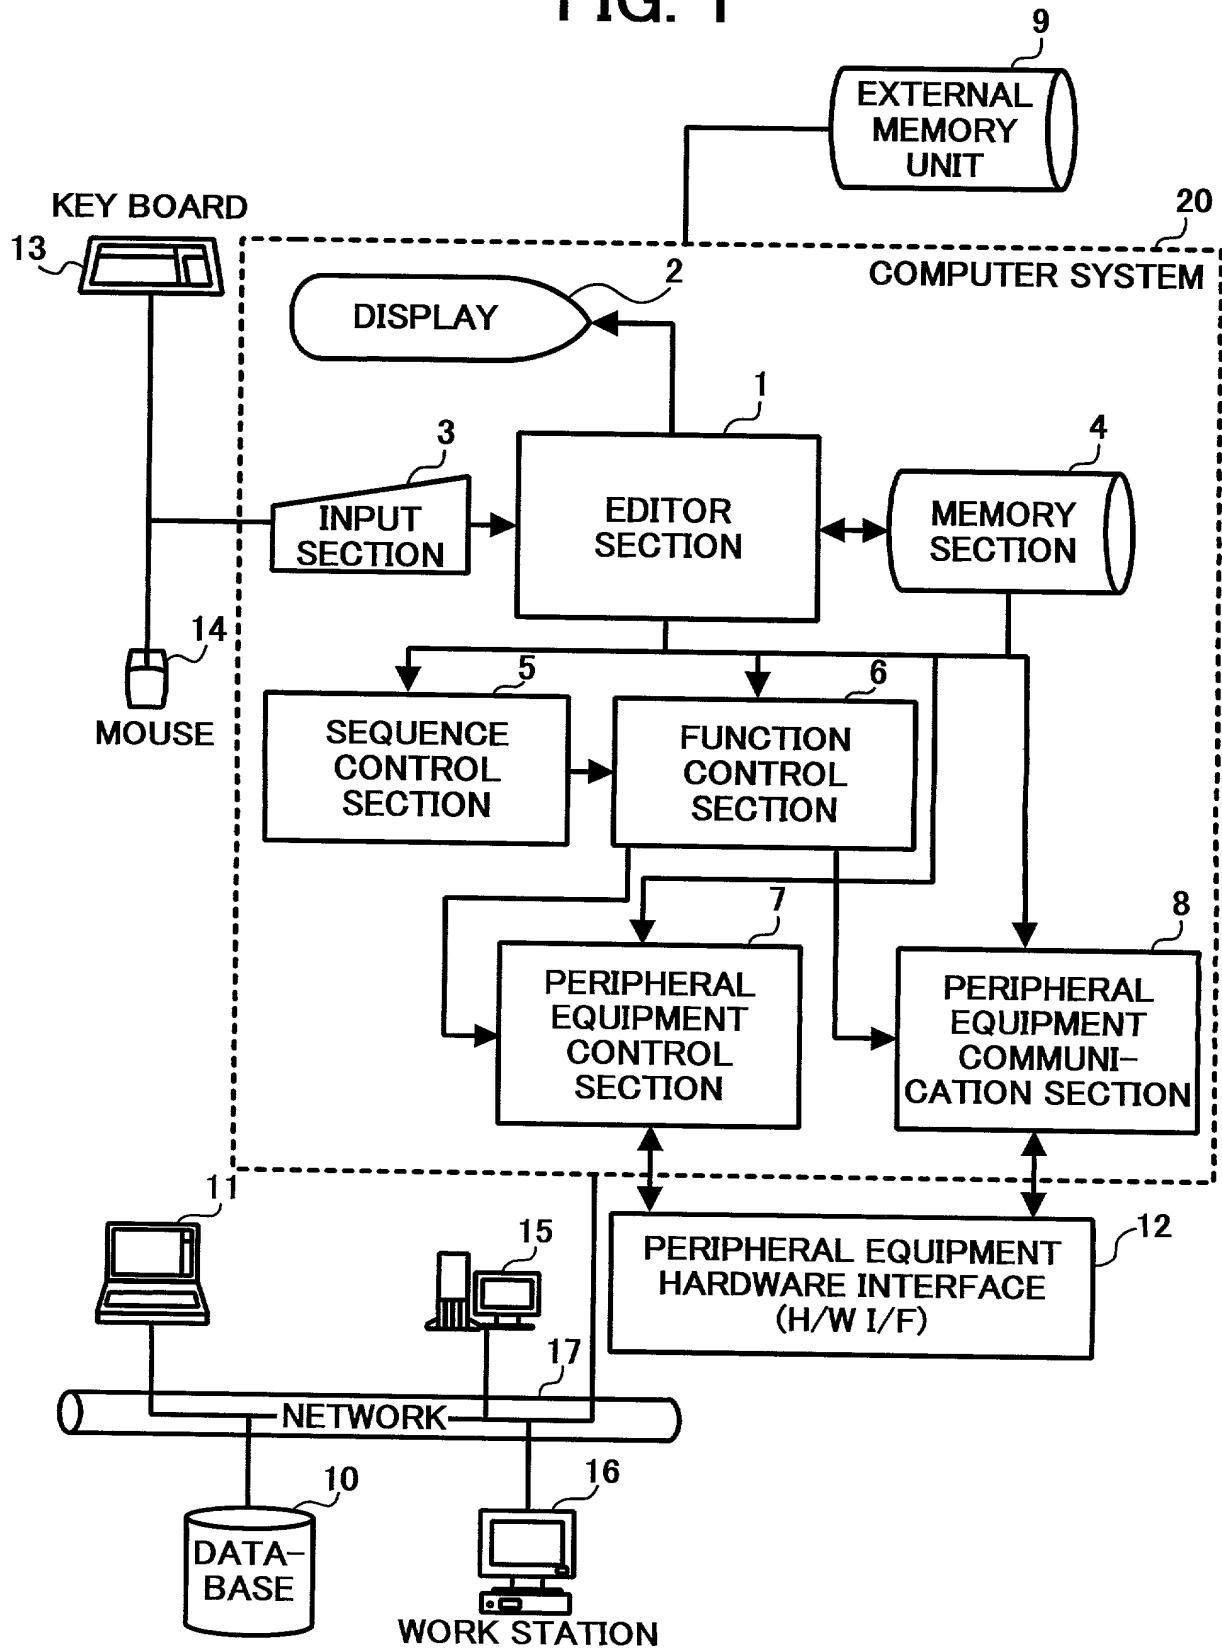 FIG. 1
9
EXTERNAL
MEMORY
UNIT
KEY BOARD
13
20
COMPUTER SYSTEM
2
DISPLAY
1
3
4
INPUT
SECTION
EDITOR
SECTION
MEMORY
SECTION
14
MOUSE
5
6
SEQUENCE
CONTROL
SECTION
FUNCTION
CONTROL
SECTION
7
8
PERIPHERAL
EQUIPMENT
CONTROL
SECTION
PERIPHERAL
EQUIPMENT
COMMUNI-
CATION SECTION
11
15
12
PERIPHERAL EQUIPMENT
HARDWARE INTERFACE
(H/W I/F)
17
NETWORK
10
16
DATA-
BASE
WORK STATION